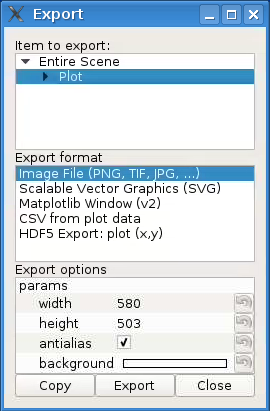 Export
Item to export:
Entire Scene
Plot
Export format
Image File (PNG, TIF, JPG, ...)
Scalable Vector Graphics (SVG)
Matplotlib Window (v2)
CSV from plot data
HDF5 Export: plot (x,y)
Export options
params
width 580
height 503
antialias
background
Copy Export Close